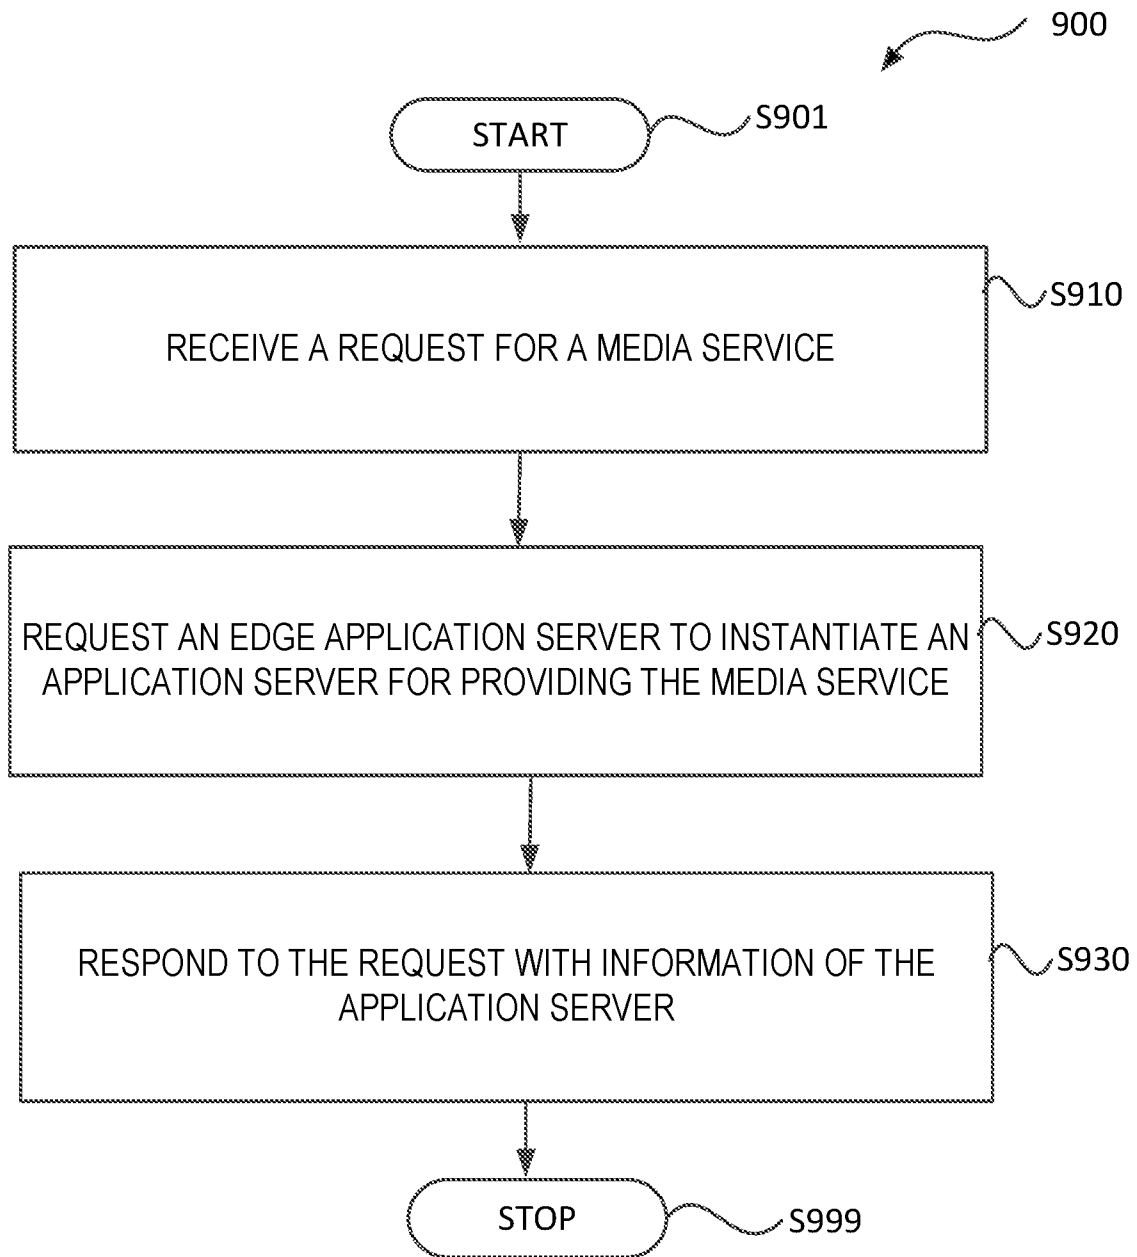 900
START
S901
RECEIVE A REQUEST FOR A MEDIA SERVICE
S910
REQUEST AN EDGE APPLICATION SERVER TO INSTANTIATE AN
APPLICATION SERVER FOR PROVIDING THE MEDIA SERVICE
S920
RESPOND TO THE REQUEST WITH INFORMATION OF THE
APPLICATION SERVER
S930
STOP
S999